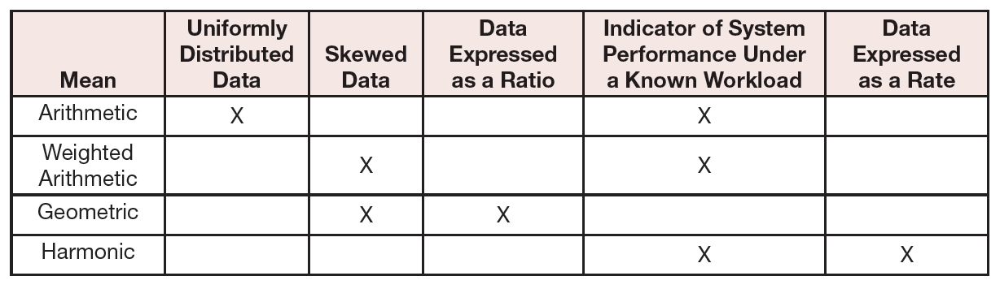 Mean
Uniformly
Distributed
Data
Skewed
Data
Data
Expressed
as a Ratio
Indicator of System
Performance Under
a Known Workload
Data
Expressed
as a Rate
Arithmetic X X
Weighted
Arithmetic
X X
Geometric X X
Harmonic X X